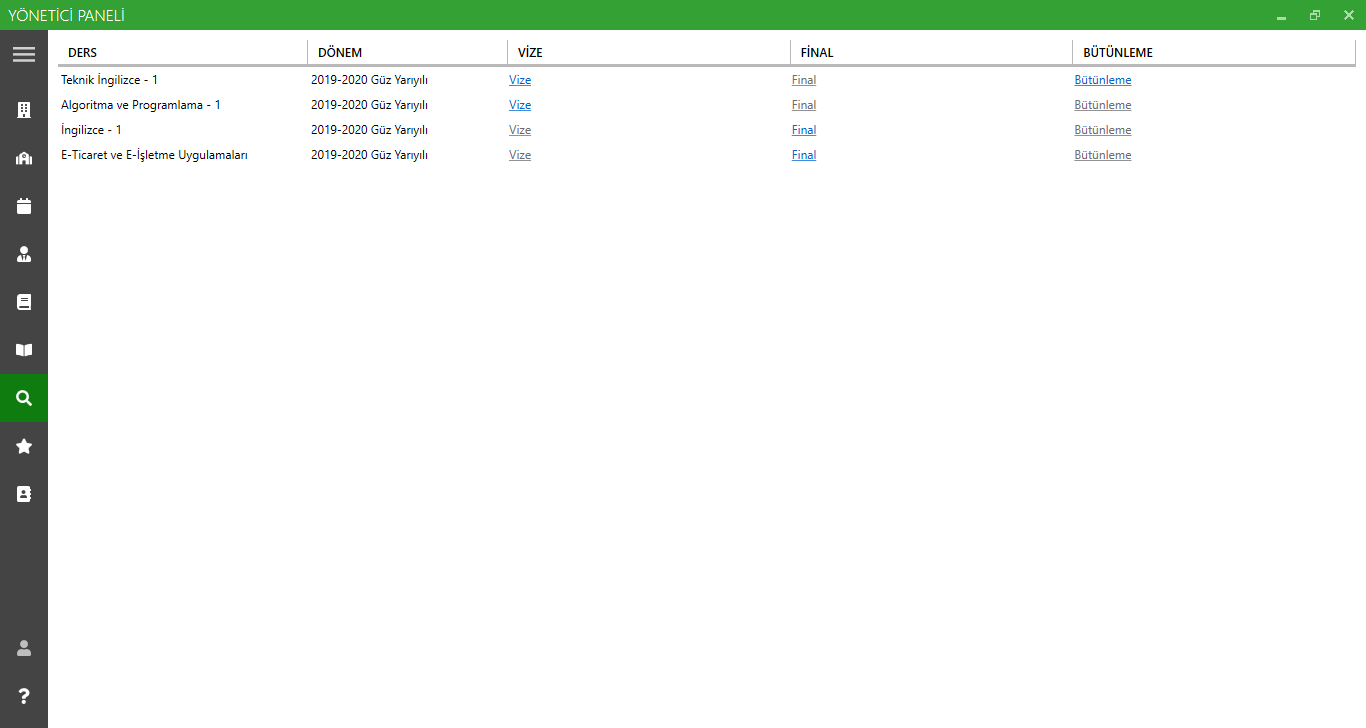 YÖNETİCİ PANELİ
DERS DÖNEM VİZE FİNAL BÜTÜNLEME
Teknik İngilizce - 1 2019-2020 Güz Yarıyılı Vize Final Bütünleme
Algoritma ve Programlama - 1 2019-2020 Güz Yarıyılı Vize Final Bütünleme
İngilizce - 1 2019-2020 Güz Yarıyılı Vize Final Bütünleme
E-Ticaret ve E-İşletme Uygulamaları 2019-2020 Güz Yarıyılı Vize Final Bütünleme